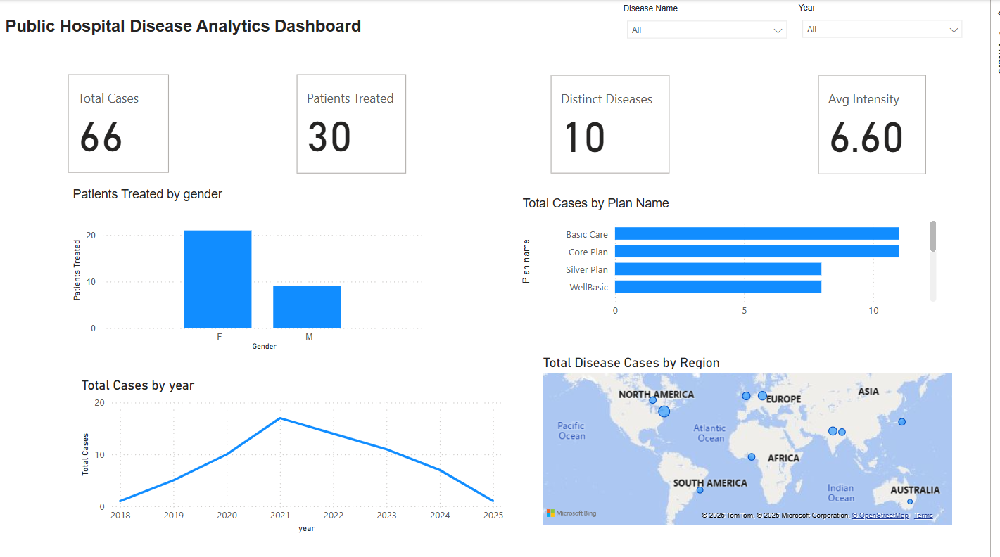 Disease Name
Year
Public Hospital Disease Analytics Dashboard
All
All
Total Cases
66
Patients Treated
30
Distinct Diseases
10
Avg Intensity
6.60
Patients Treated by gender
Patients Treated
20
10
0
F
M
Gender
Total Cases by Plan Name
Plan name
Basic Care
Core Plan
Silver Plan
WellBasic
0
5
10
Total Cases by year
Total Cases
20
10
0
2018
2019
2020
2021
2022
2023
2024
2025
year
Total Disease Cases by Region
NORTH AMERICA
EUROPE
ASIA
Pacific
Ocean
Atlantic
Ocean
AFRICA
SOUTH AMERICA
Indian
Ocean
AUSTRALIA
Microsoft Bing
© 2025 TomTom, © 2025 Microsoft Corporation, © OpenStreetMap Terms